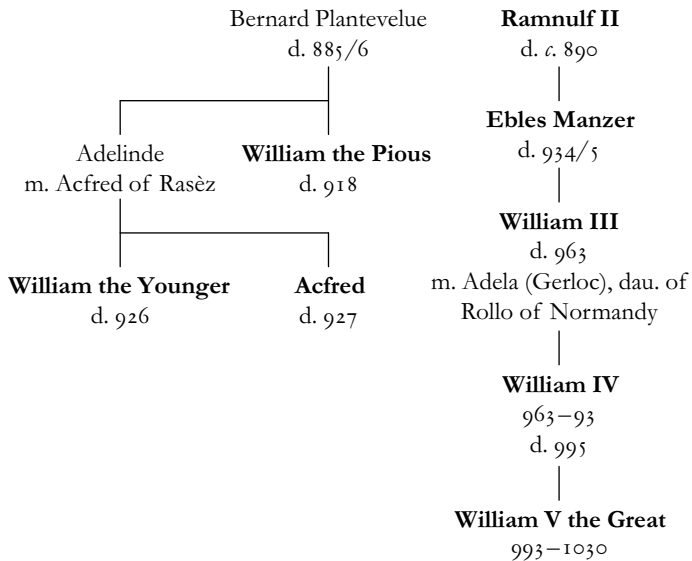 Bernard Plantevelue
d. 885/6
Adelinde
m. Acfred of Rasèz
William the Pious
d. 918
William the Younger
d. 926
Acfred
d. 927
Ramnulf II
d. c. 890
Ebles Manzer
d. 934/5
William III
d. 963
m. Adela (Gerloc), dau. of
Rollo of Normandy
William IV
963–93
d. 995
William V the Great
993–1030